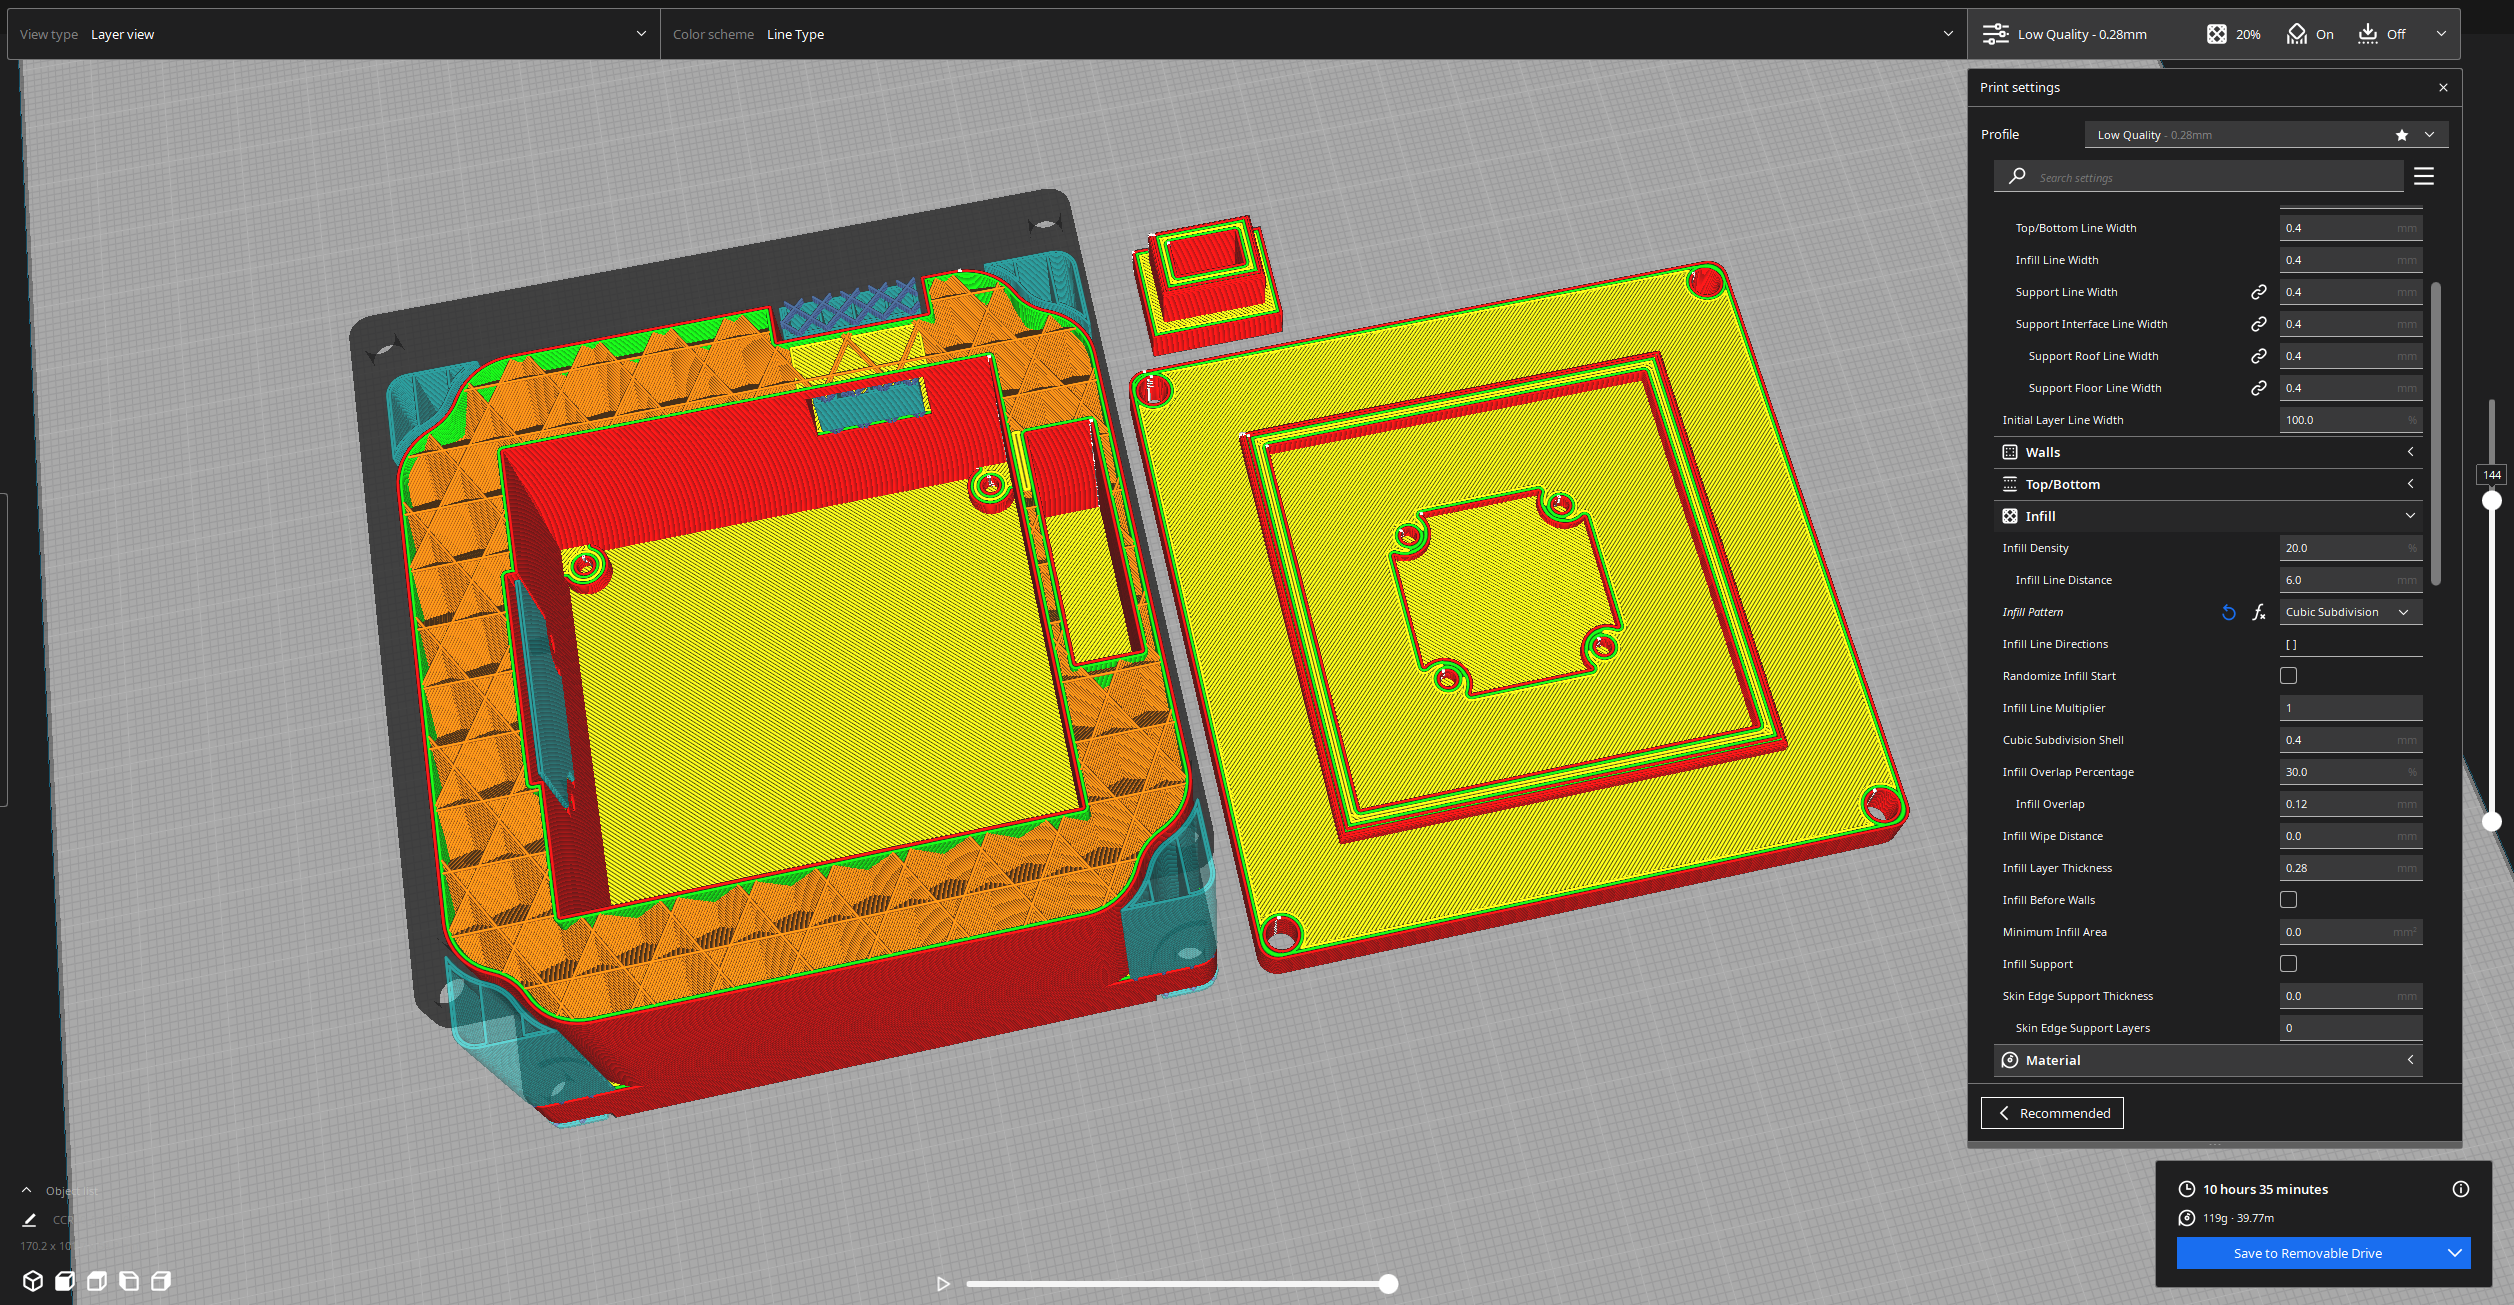 View type Layer view
Color scheme Line Type
Low Quality - 0.28mm 20% On Off
Print settings
Profile Low Quality - 0.28mm
Search settings
Top/Bottom Line Width 0.4 mm
Infill Line Width 0.4 mm
Support Line Width 0.4 mm
Support Interface Line Width 0.4 mm
Support Roof Line Width 0.4 mm
Support Floor Line Width 0.4 mm
Initial Layer Line Width 100.0 %
Walls
Top/Bottom
144
Infill
Infill Density 20.0 %
Infill Line Distance 6.0 mm
Infill Pattern fx Cubic Subdivision
Infill Line Directions [ ]
Randomize Infill Start
Infill Line Multiplier 1
Cubic Subdivision Shell 0.4 mm
Infill Overlap Percentage 30.0 %
Infill Overlap 0.12 mm
Infill Wipe Distance 0.0 mm
Infill Layer Thickness 0.28 mm
Infill Before Walls
Minimum Infill Area 0.0 mm²
Infill Support
Skin Edge Support Thickness 0.0 mm
Skin Edge Support Layers 0
Material
Recommended
Object list
170.2 x
10 hours 35 minutes
119g · 39.77m
Save to Removable Drive